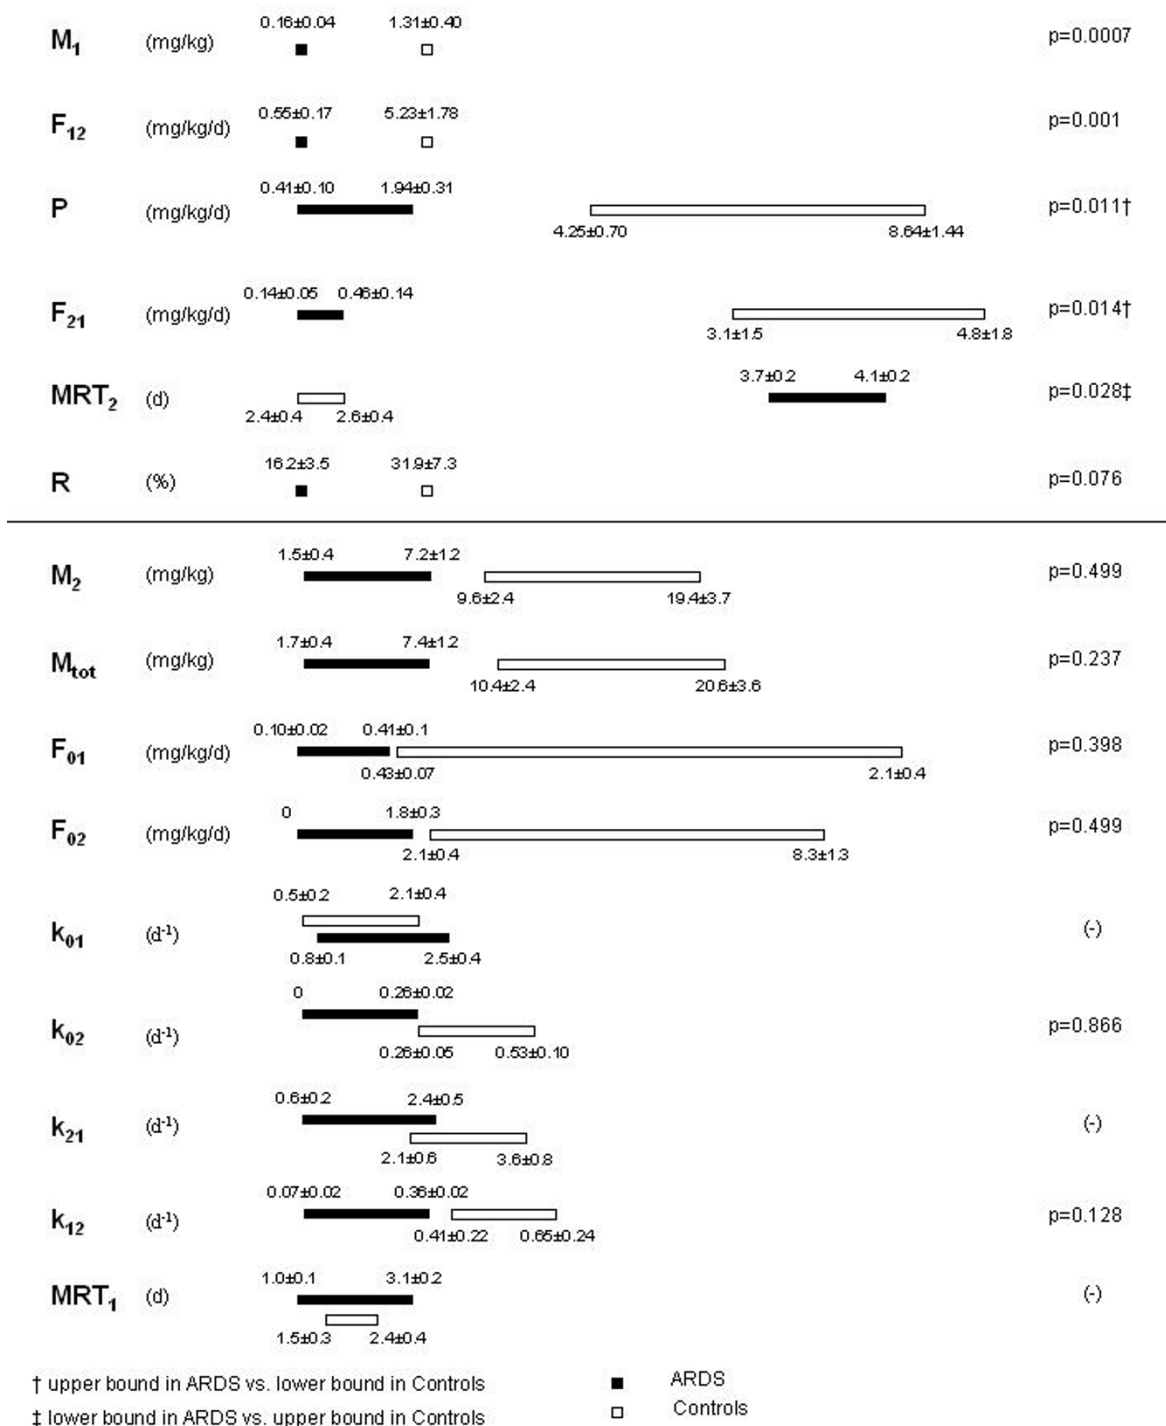 0.16±0.04 1.31±0.40
M1 (mg/kg) p=0.0007
0.55±0.17 5.23±1.78
F12 (mg/kg/d) p=0.001
0.41±0.10 1.94±0.31
P (mg/kg/d) p=0.011†
4.25±0.70 8.64±1.44
0.14±0.05 0.46±0.14
F21 (mg/kg/d) p=0.014†
3.1±1.5 4.8±1.8
3.7±0.2 4.1±0.2
MRT2 (d) p=0.028‡
2.4±0.4 2.6±0.4
16.2±3.5 31.9±7.3
R (%) p=0.076
1.5±0.4 7.2±1.2
M2 (mg/kg) p=0.499
9.6±2.4 19.4±3.7
1.7±0.4 7.4±1.2
Mtot (mg/kg) p=0.237
10.4±2.4 20.6±3.6
0.10±0.02 0.41±0.1
F01 (mg/kg/d) p=0.398
0.43±0.07 2.1±0.4
0 1.8±0.3
F02 (mg/kg/d) p=0.499
2.1±0.4 8.3±1.3
0.5±0.2 2.1±0.4
k01 (d-1) (-)
0.8±0.1 2.5±0.4
0 0.26±0.02
k02 (d-1) p=0.866
0.26±0.05 0.53±0.10
0.6±0.2 2.4±0.5
k21 (d-1) (-)
2.1±0.6 3.6±0.8
0.07±0.02 0.36±0.02
k12 (d-1) p=0.128
0.41±0.22 0.65±0.24
1.0±0.1 3.1±0.2
MRT1 (d) (-)
1.5±0.3 2.4±0.4
† upper bound in ARDS vs. lower bound in Controls ARDS
‡ lower bound in ARDS vs. upper bound in Controls Controls